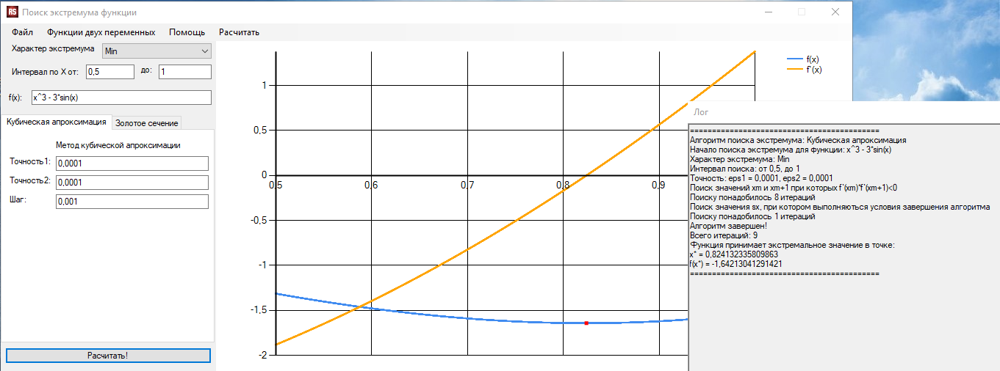 RS Поиск экстремума функции
Файл Функции двух переменных Помощь Расчитать
Характер экстремума Min
Интервал по X от: 0,5 до: 1
f(x): x^3 - 3*sin(x)
Кубическая апроксимация Золотое сечение
Метод кубической апроксимации
Точность1: 0,0001
Точность2: 0,0001
Шаг: 0,001
Расчитать!
1
0,5
0
-0,5
-1
-1,5
-2
0,5 0,6 0,7 0,8 0,9
f(x)
f`(x)
Лог
===========================================
Алгоритм поиска экстремума: Кубическая апроксимация
Начало поиска экстремума для функции: x^3 - 3*sin(x)
Характер экстремума: Min
Интервал поиска: от 0,5, до 1
Точность: eps1 = 0,0001, eps2 = 0,0001
Поиск значений xm и xm+1 при которых f`(xm)*f`(xm+1)<0
Поиску понадобилось 8 итераций
Поиск значения sx, при котором выполняються условия завершения алгоритма
Поиску понадобилось 1 итераций
Алгоритм завершен!
Всего итераций: 9
Функция принимает экстремальное значение в точке:
x* = 0,824132335809863
f(x*) = -1,64213041291421
===========================================